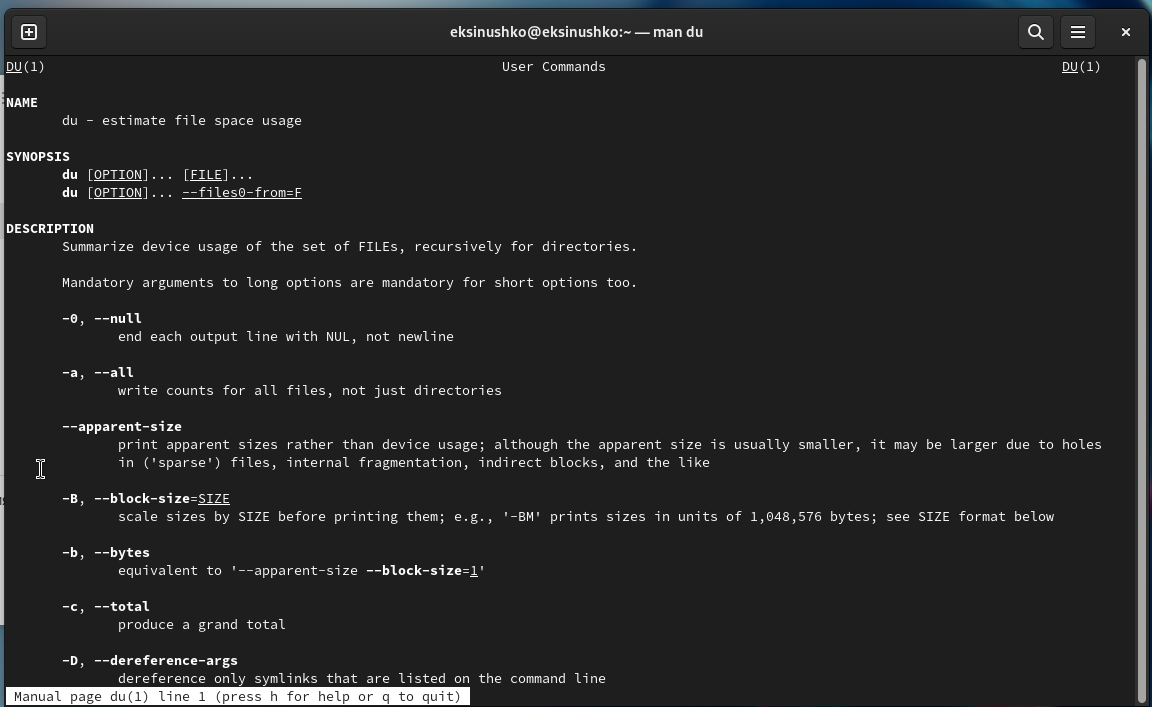 eksinushko@eksinushko:~ — man du
DU(1) User Commands DU(1)
NAME
du - estimate file space usage
SYNOPSIS
du [OPTION]... [FILE]...
du [OPTION]... --files0-from=F
DESCRIPTION
Summarize device usage of the set of FILEs, recursively for directories.
Mandatory arguments to long options are mandatory for short options too.
-0, --null
end each output line with NUL, not newline
-a, --all
write counts for all files, not just directories
--apparent-size
print apparent sizes rather than device usage; although the apparent size is usually smaller, it may be larger due to holes
in ('sparse') files, internal fragmentation, indirect blocks, and the like
-B, --block-size=SIZE
scale sizes by SIZE before printing them; e.g., '-BM' prints sizes in units of 1,048,576 bytes; see SIZE format below
-b, --bytes
equivalent to '--apparent-size --block-size=1'
-c, --total
produce a grand total
-D, --dereference-args
dereference only symlinks that are listed on the command line
Manual page du(1) line 1 (press h for help or q to quit)